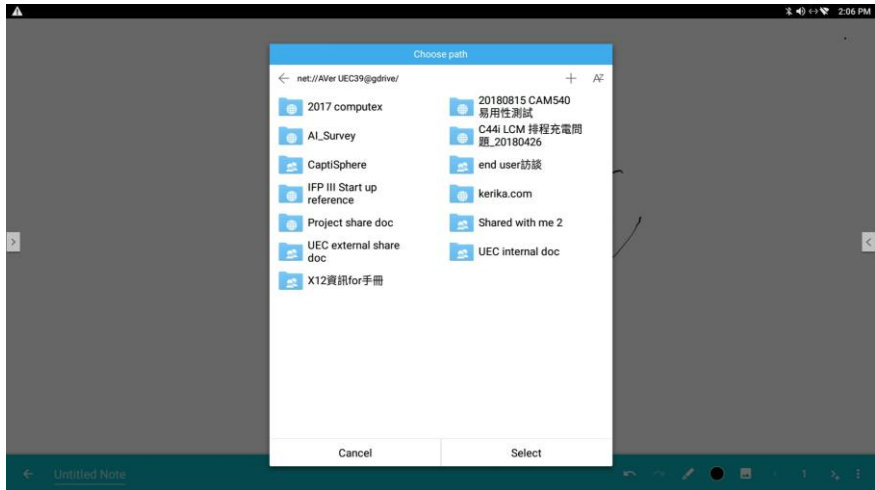 2:06 PM
Choose path
net://AVer UEC39@gdrive/
2017 computex
20180815 CAM540
易用性測試
AI_Survey
C44i LCM 排程充電問
題_20180426
CaptiSphere
end user訪談
IFP III Start up
reference
kerika.com
Project share doc
Shared with me 2
UEC external share
doc
UEC internal doc
X12資訊for手冊
Cancel
Select
Untitled Note
1